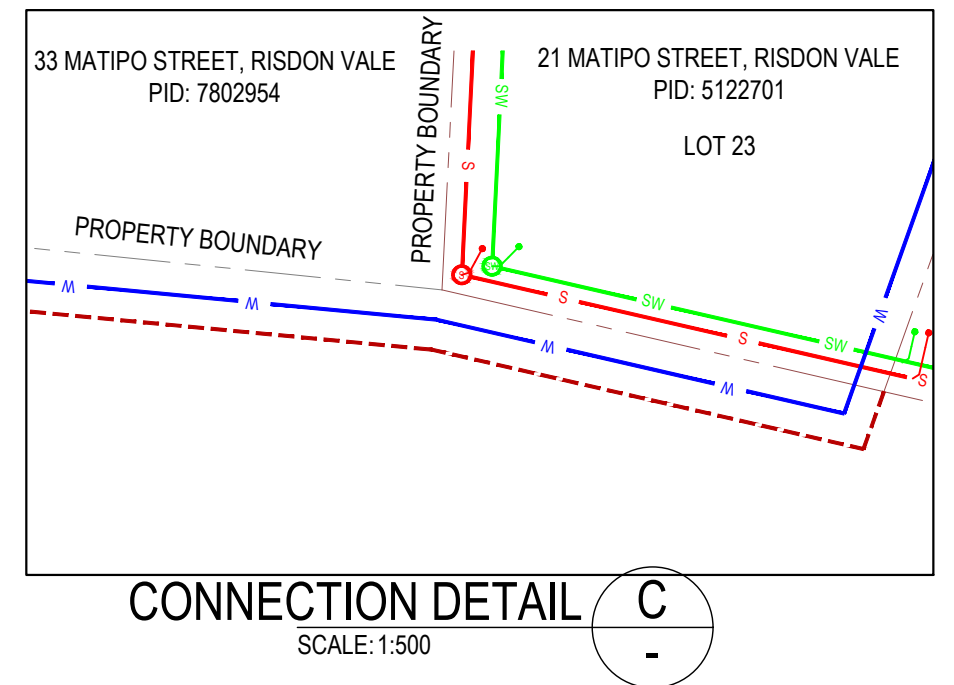 33 MATIPO STREET, RISDON VALE
PID: 7802954
PROPERTY BOUNDARY
21 MATIPO STREET, RISDON VALE
PID: 5122701
LOT 23
PROPERTY BOUNDARY
S
SW
S
SW
S
SW
S
SW
S
W
W
W
W
W
CONNECTION DETAIL
SCALE: 1:500
C
-